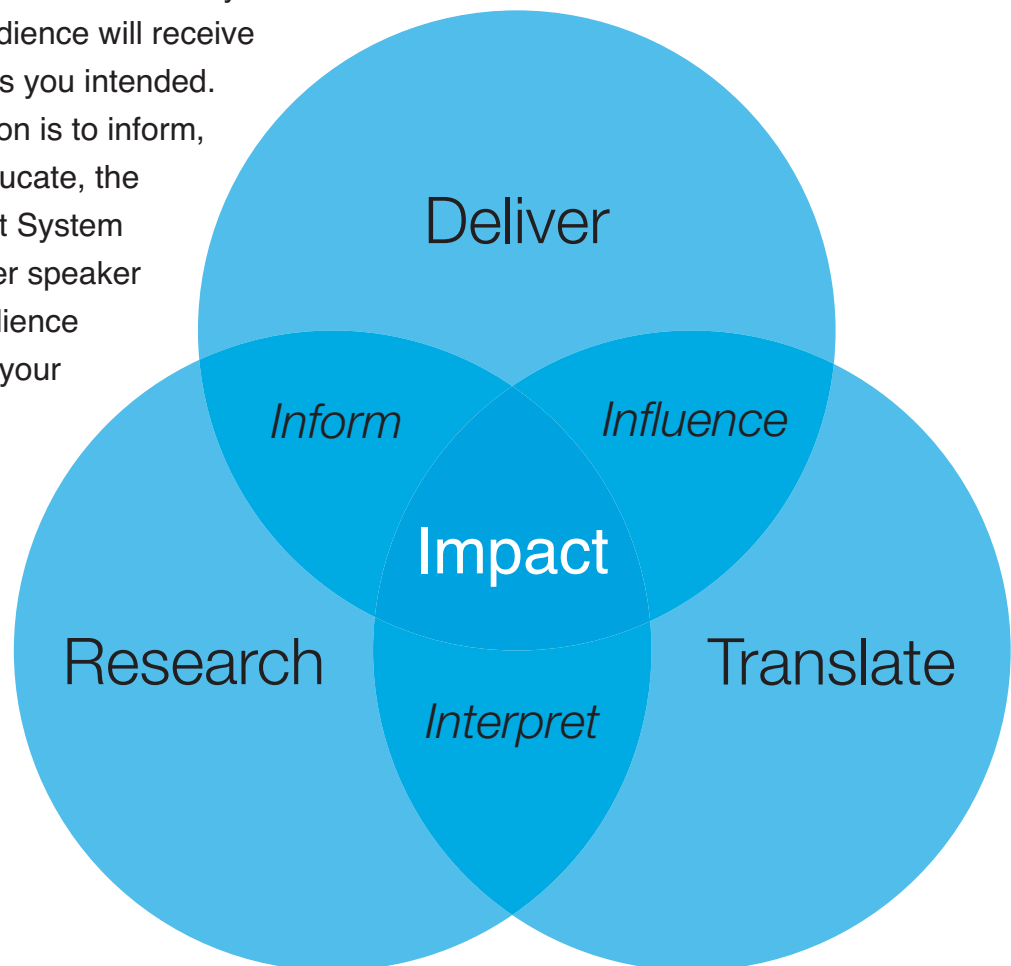 dience will receive
s you intended.
on is to inform,
ucate, the
t System
er speaker
lience
your
Deliver
Inform
Influence
Impact
Research
Translate
Interpret